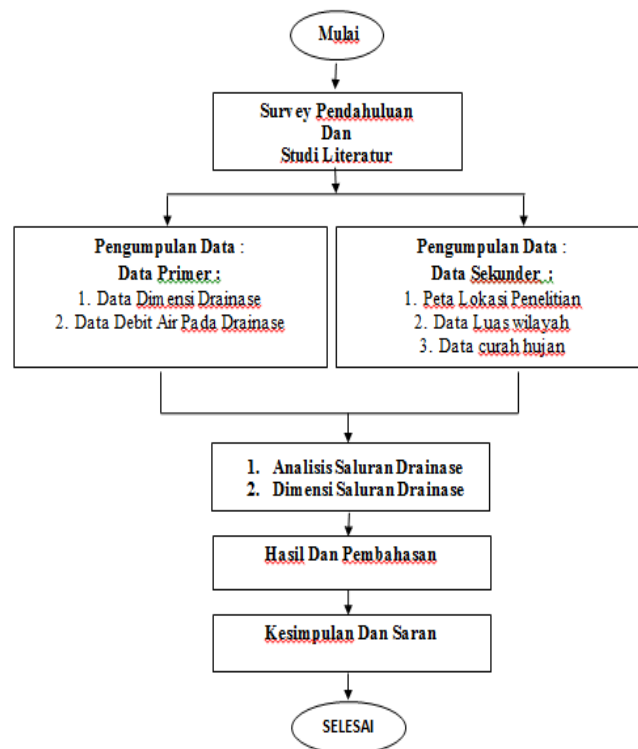 Mulai
Survey Pendahuluan
Dan
Studi Literatur
Pengumpulan Data :
Data Primer :
1. Data Dimensi Drainase
2. Data Debit Air Pada Drainase
Pengumpulan Data :
Data Sekunder :
1. Peta Lokasi Penelitian
2. Data Luas wilayah
3. Data curah hujan
1. Analisis Saluran Drainase
2. Dimensi Saluran Drainase
Hasil Dan Pembahasan
Kesimpulan Dan Saran
SELESAI